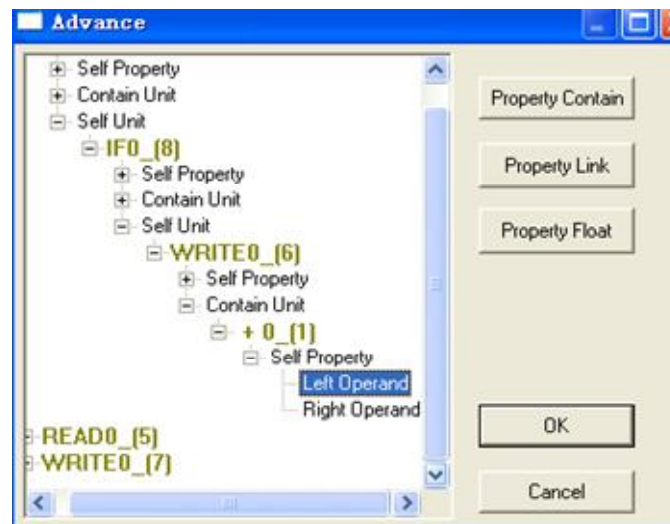 Advance
Self Property
Contain Unit
Self Unit
IF0_(8)
Self Property
Contain Unit
Self Unit
WRITE0_(6)
Self Property
Contain Unit
+ 0_(1)
Self Property
Left Operand
Right Operand
READ0_(5)
WRITE0_(7)
Property Contain
Property Link
Property Float
OK
Cancel